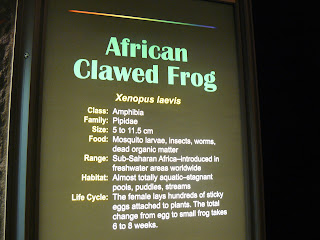 African
Clawed Frog
Xenopus laevis
Class: Amphibia
Family: Pipidae
Size: 5 to 11.5 cm
Food: Mosquito larvae, insects, worms,
dead organic matter
Range: Sub-Saharan Africa–introduced in
freshwater areas worldwide
Habitat: Almost totally aquatic–stagnant
pools, puddles, streams
Life Cycle: The female lays hundreds of sticky
eggs attached to plants. The total
change from egg to small frog takes
6 to 8 weeks.